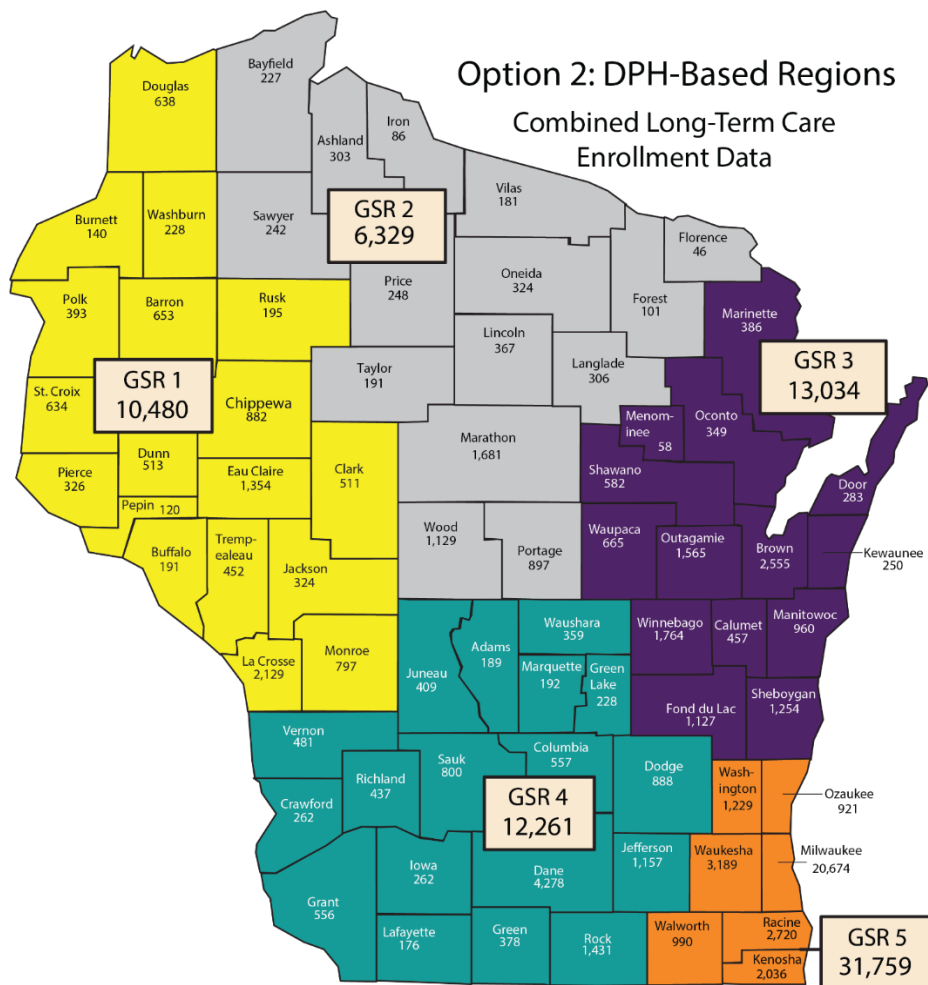 Option 2: DPH-Based Regions
Combined Long-Term Care
Enrollment Data
Douglas
638
Bayfield
227
Ashland
303
Iron
86
Vilas
181
Burnett
140
Washburn
228
Sawyer
242
GSR 2
6,329
Florence
46
Price
248
Oneida
324
Forest
101
Polk
393
Barron
653
Rusk
195
Marinette
386
Lincoln
367
Langlade
306
Taylor
191
GSR 3
13,034
GSR 1
10,480
St. Croix
634
Chippewa
882
Oconto
349
Menom-
inee
58
Marathon
1,681
Dunn
513
Pierce
326
Eau Claire
1,354
Clark
511
Shawano
582
Door
283
Pepin 120
Buffalo
191
Tremp-
ealeau
452
Jackson
324
Wood
1,129
Portage
897
Waupaca
665
Outagamie
1,565
Brown
2,555
Kewaunee
250
La Crosse
2,129
Monroe
797
Juneau
409
Adams
189
Waushara
359
Marquette
192
Green
Lake
228
Winnebago
1,764
Calumet
457
Manitowoc
960
Fond du Lac
1,127
Sheboygan
1,254
Vernon
481
Sauk
800
Columbia
557
Dodge
888
Wash-
ington
1,229
Ozaukee
921
Crawford
262
Richland
437
GSR 4
12,261
Iowa
262
Dane
4,278
Jefferson
1,157
Waukesha
3,189
Milwaukee
20,674
Grant
556
Lafayette
176
Green
378
Rock
1,431
Walworth
990
Racine
2,720
Kenosha
2,036
GSR 5
31,759